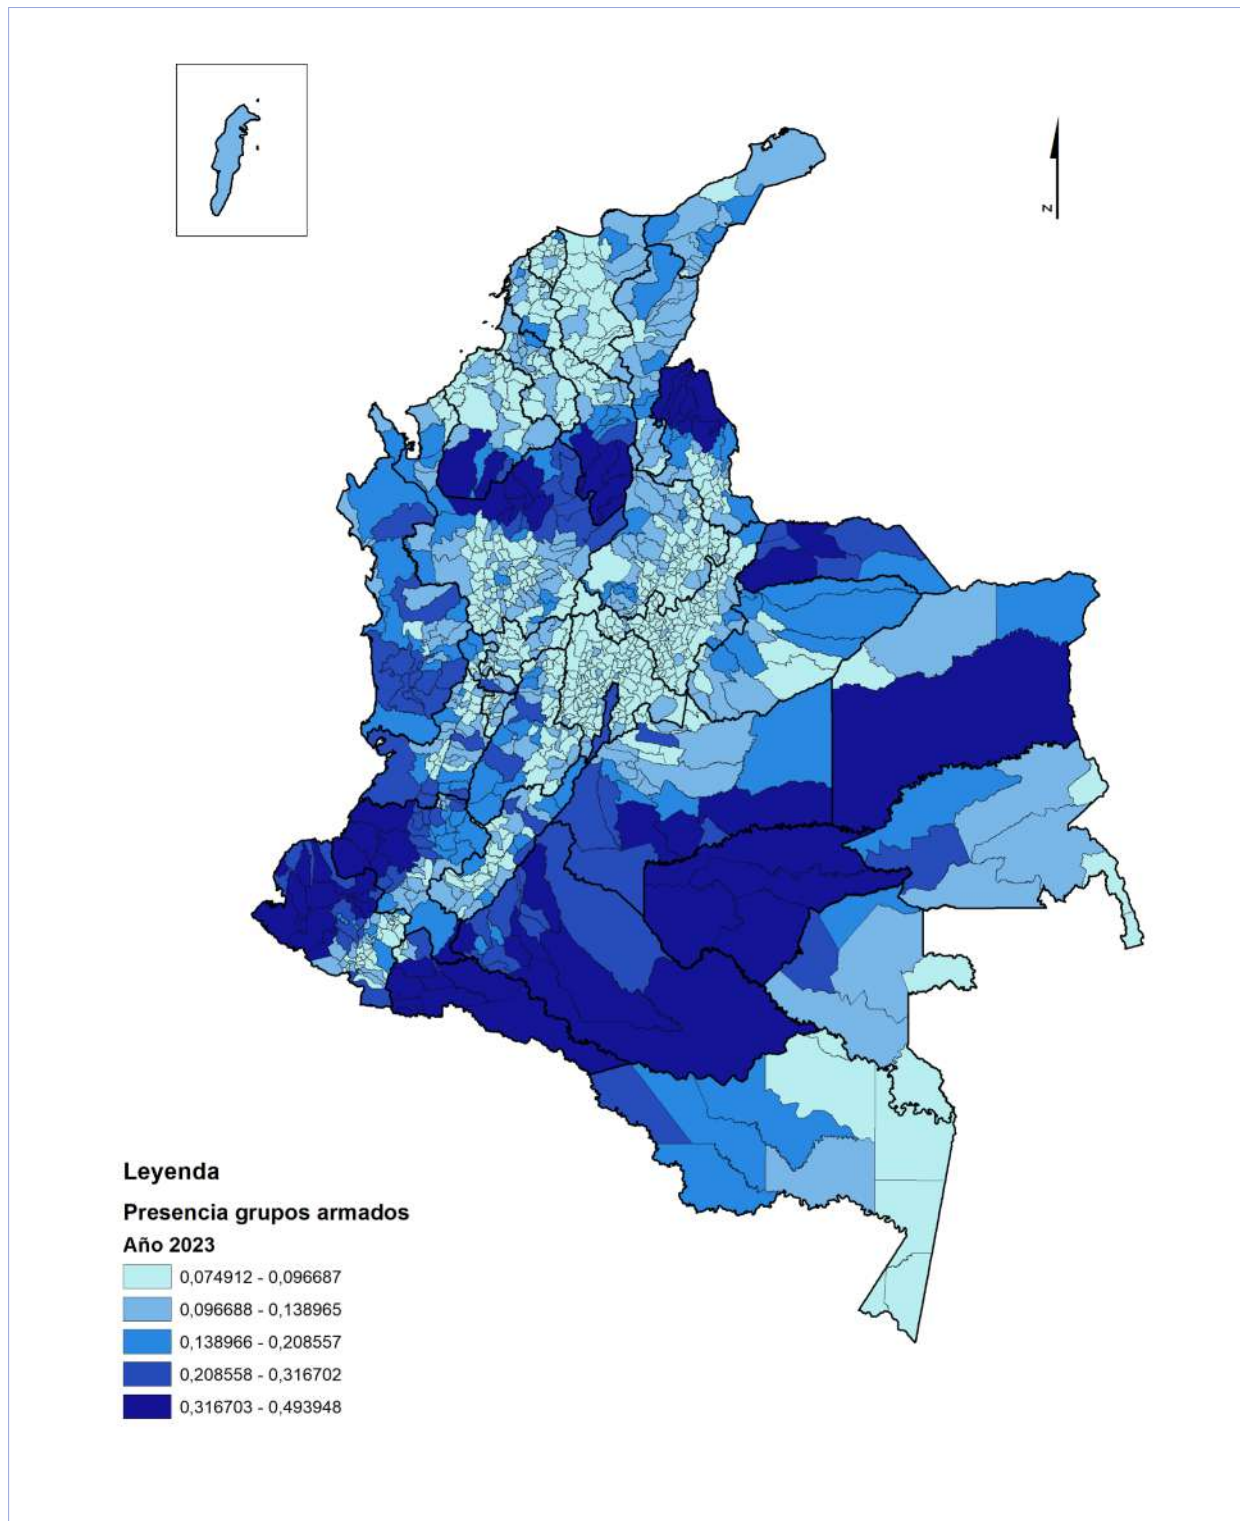 N
Leyenda
Presencia grupos armados
Año 2023
0,074912 - 0,096687
0,096688 - 0,138965
0,138966 - 0,208557
0,208558 - 0,316702
0,316703 - 0,493948